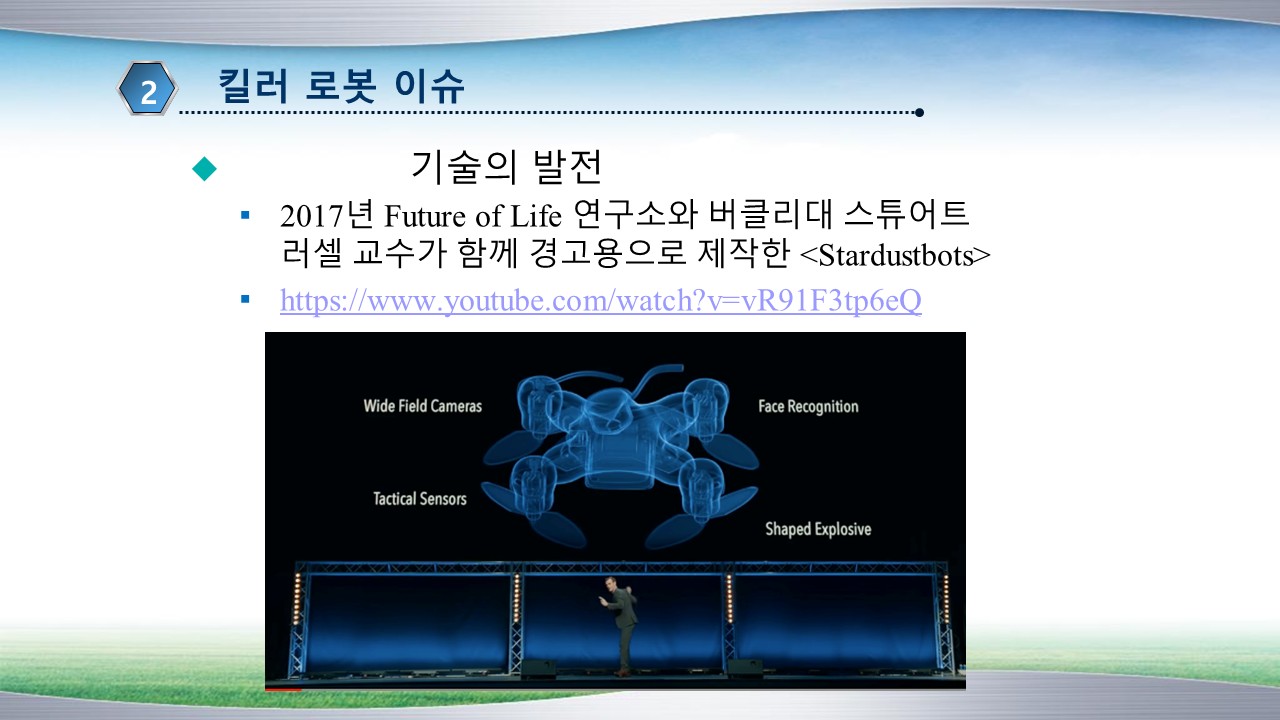 2
킬러 로봇 이슈
기술의 발전
2017년 Future of Life 연구소와 버클리대 스튜어트
러셀 교수가 함께 경고용으로 제작한 <Stardustbots>
https://www.youtube.com/watch?v=vR91F3tp6eQ
Wide Field Cameras
Face Recognition
Tactical Sensors
Shaped Explosive